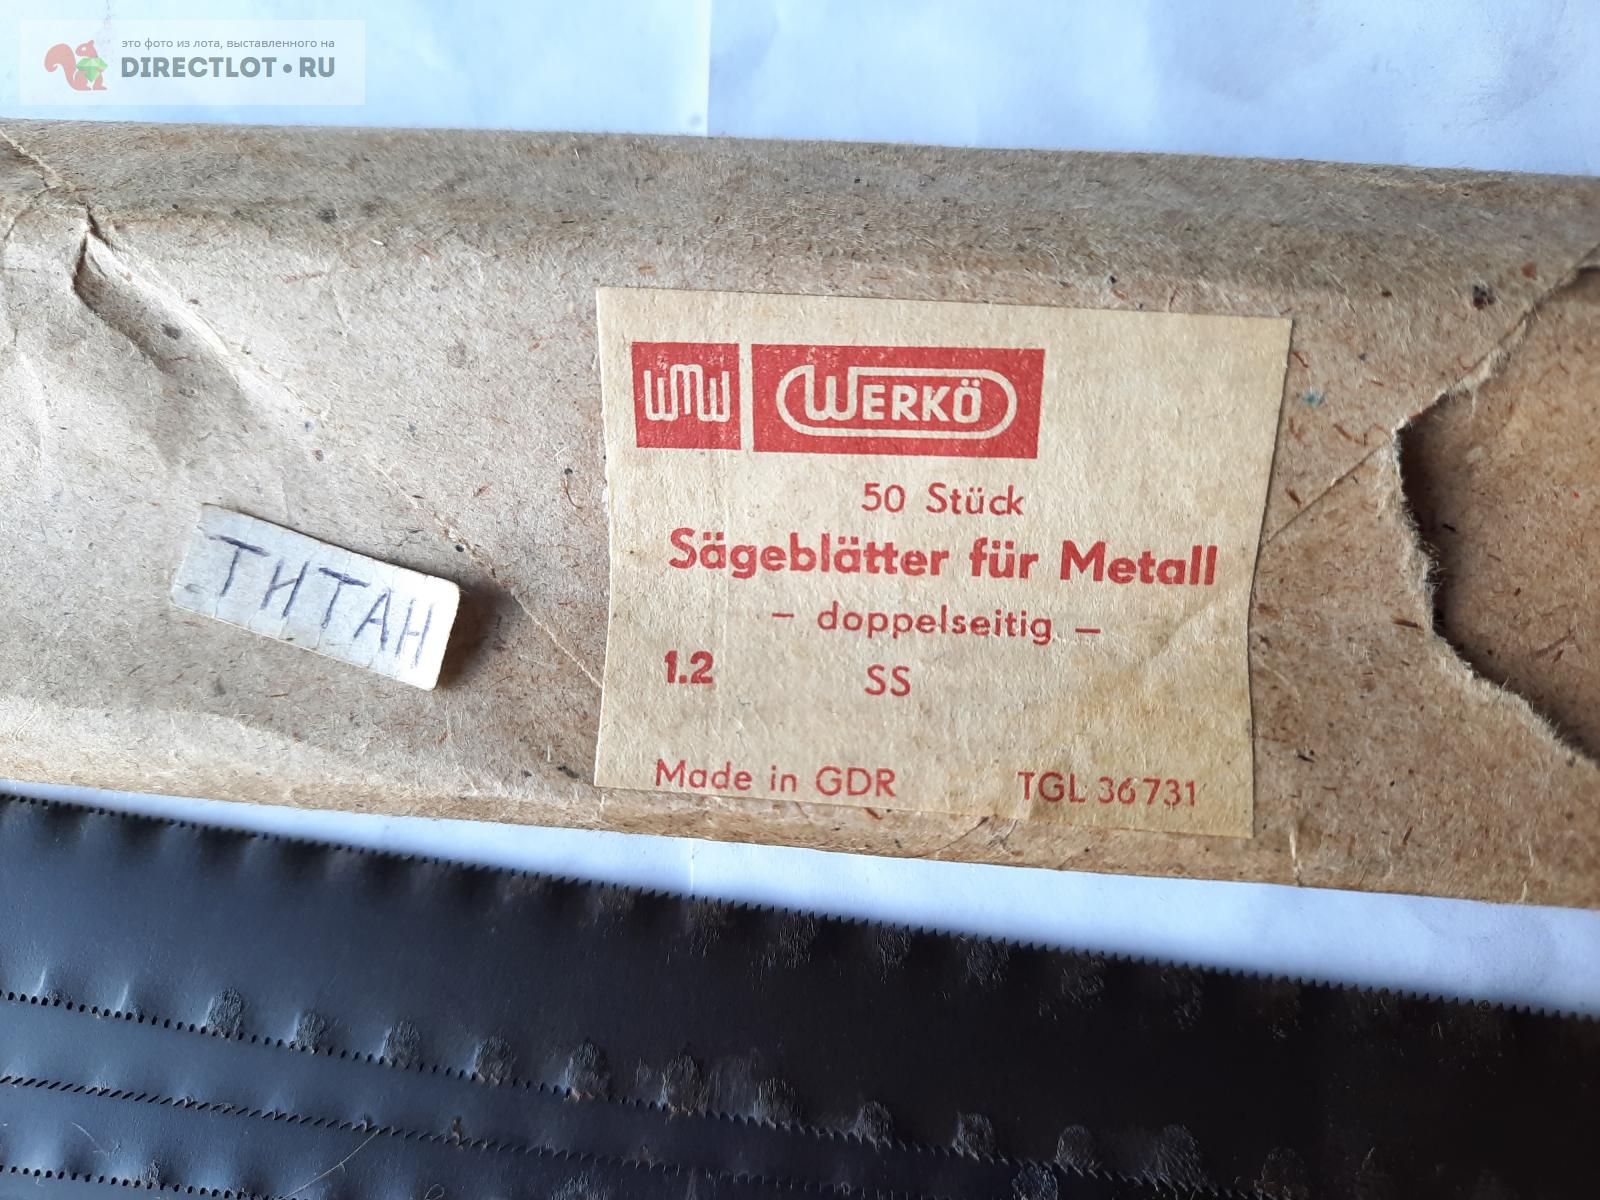 это фото из лота, выставленного на
DIRECTLOT•RU
WMW WERKÖ
50 Stück
Sägeblätter für Metall
– doppelseitig –
1.2 SS
Made in GDR TGL 36731
ТИТАН